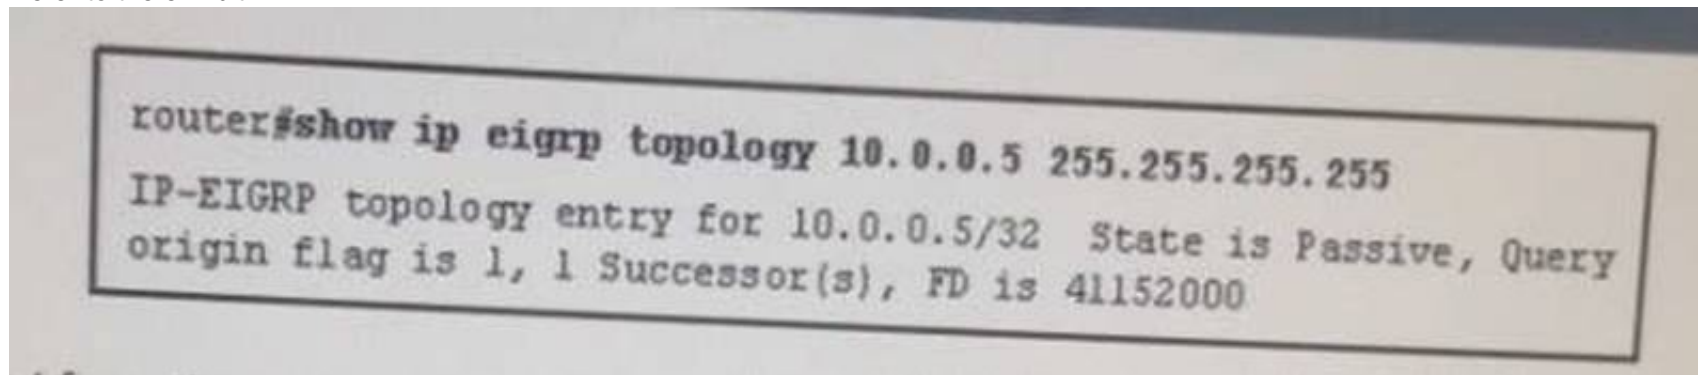 router#show ip eigrp topology 10.0.0.5 255.255.255.255
IP-EIGRP topology entry for 10.0.0.5/32 State is Passive, Query
origin flag is 1, 1 Successor(s), FD is 41152000